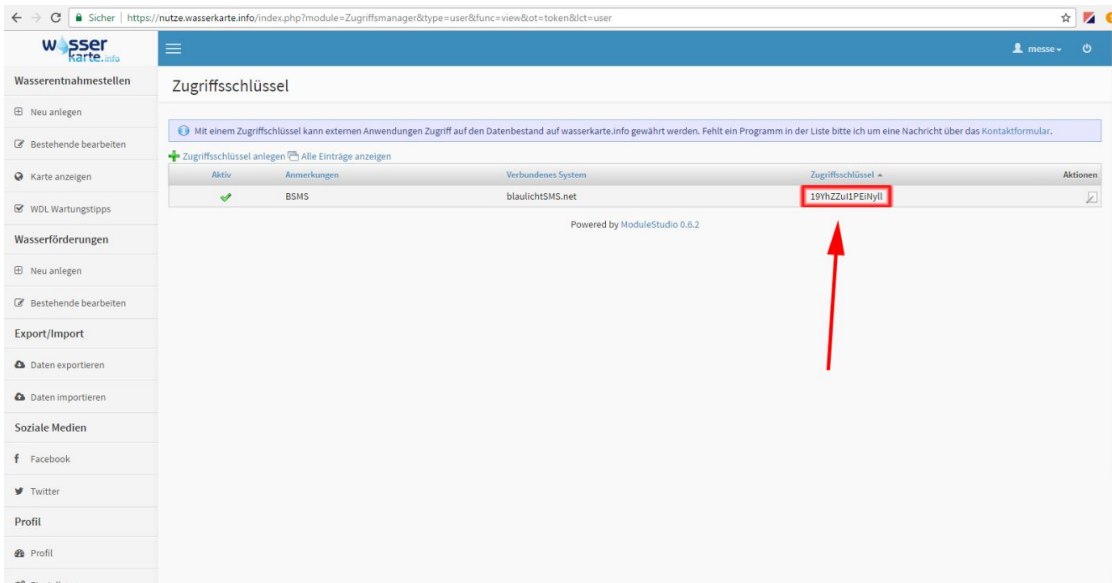 Sicher | https://nutze.wasserkarte.info/index.php?module=Zugriffsmanager&type=user&func=view&ot=token&lct=user
wasser
karte.info
messe
Wasserentnahmestellen
Neu anlegen
Bestehende bearbeiten
Karte anzeigen
WDL Wartungstipps
Wasserförderungen
Neu anlegen
Bestehende bearbeiten
Export/Import
Daten exportieren
Daten importieren
Soziale Medien
Facebook
Twitter
Profil
Profil
Zugriffsschlüssel
Mit einem Zugriffschlüssel kann externen Anwendungen Zugriff auf den Datenbestand auf wasserkarte.info gewährt werden. Fehlt ein Programm in der Liste bitte ich um eine Nachricht über das Kontaktformular.
Zugriffsschlüssel anlegen Alle Einträge anzeigen
Aktiv Anmerkungen Verbundenes System Zugriffsschlüssel Aktionen
BSMS blaulichtSMS.net 19YhZZuI1PEiNyll
Powered by ModuleStudio 0.6.2